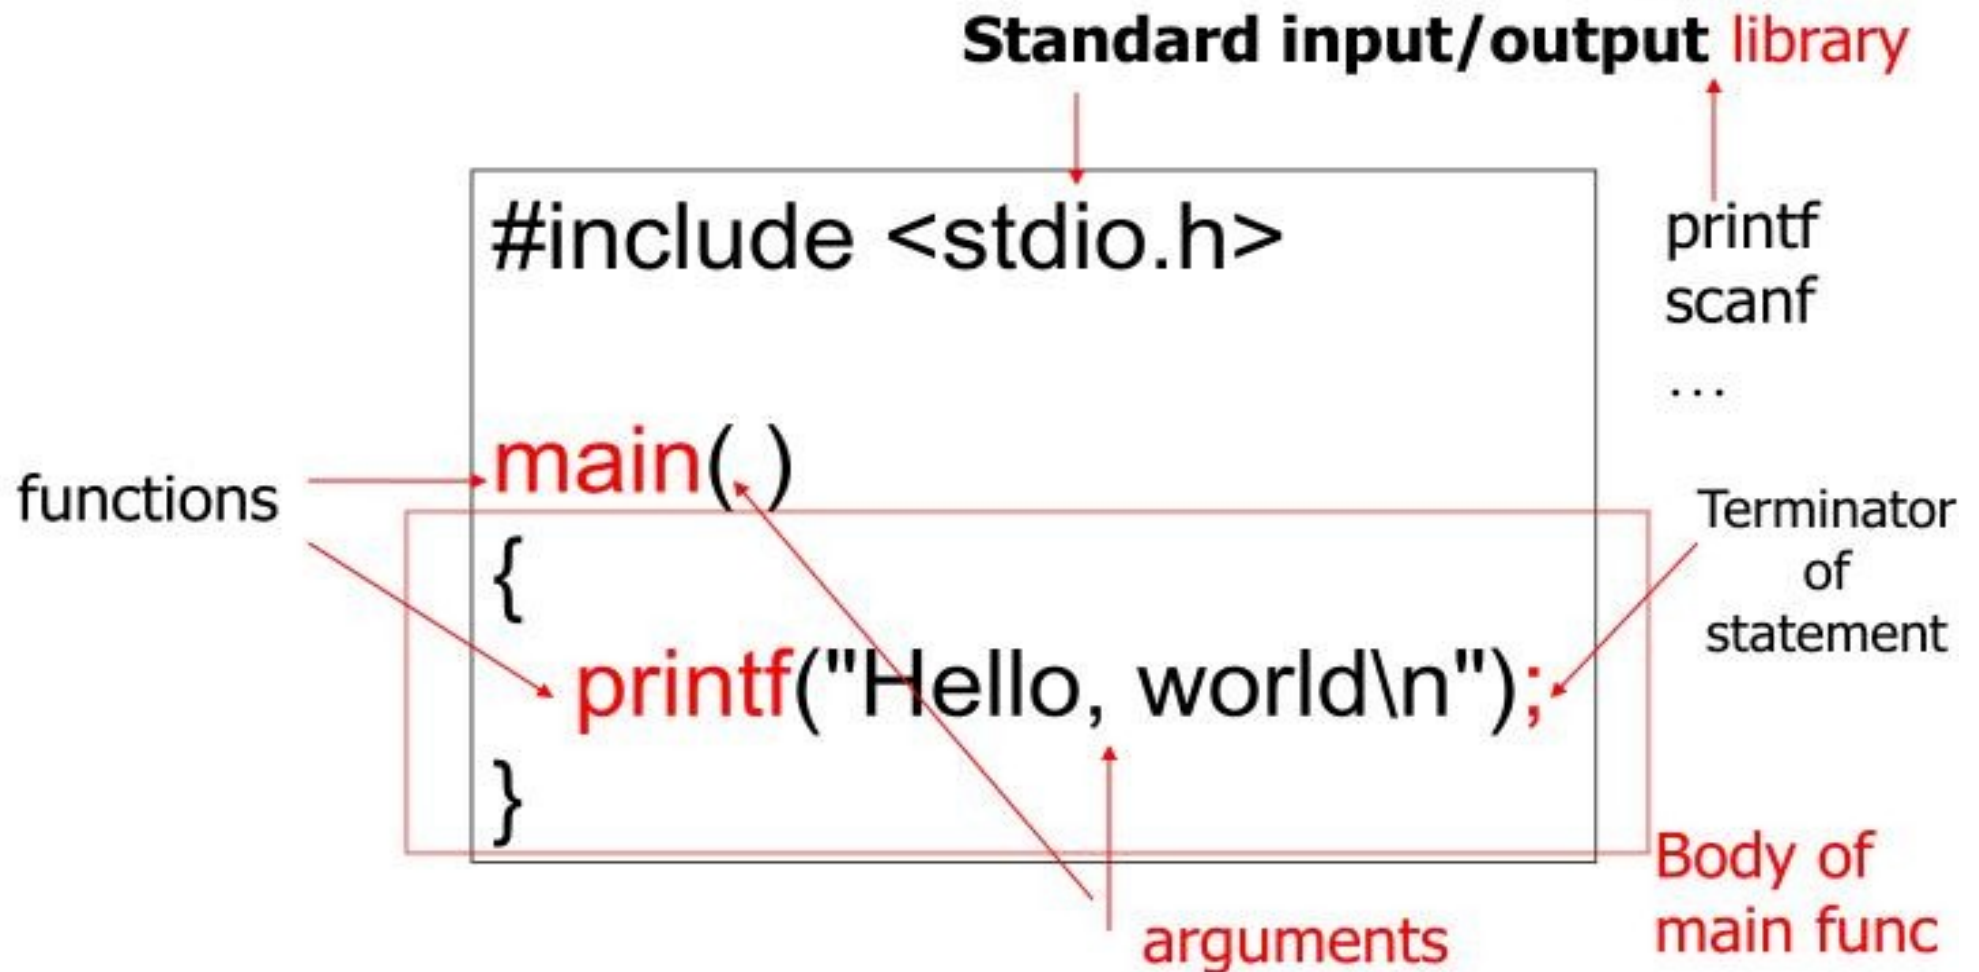 Standard input/output library
#include <stdio.h>
printf
scanf
...
main( )
functions
{
Terminator
of
statement
printf("Hello, world\n");
}
Body of
main func
arguments